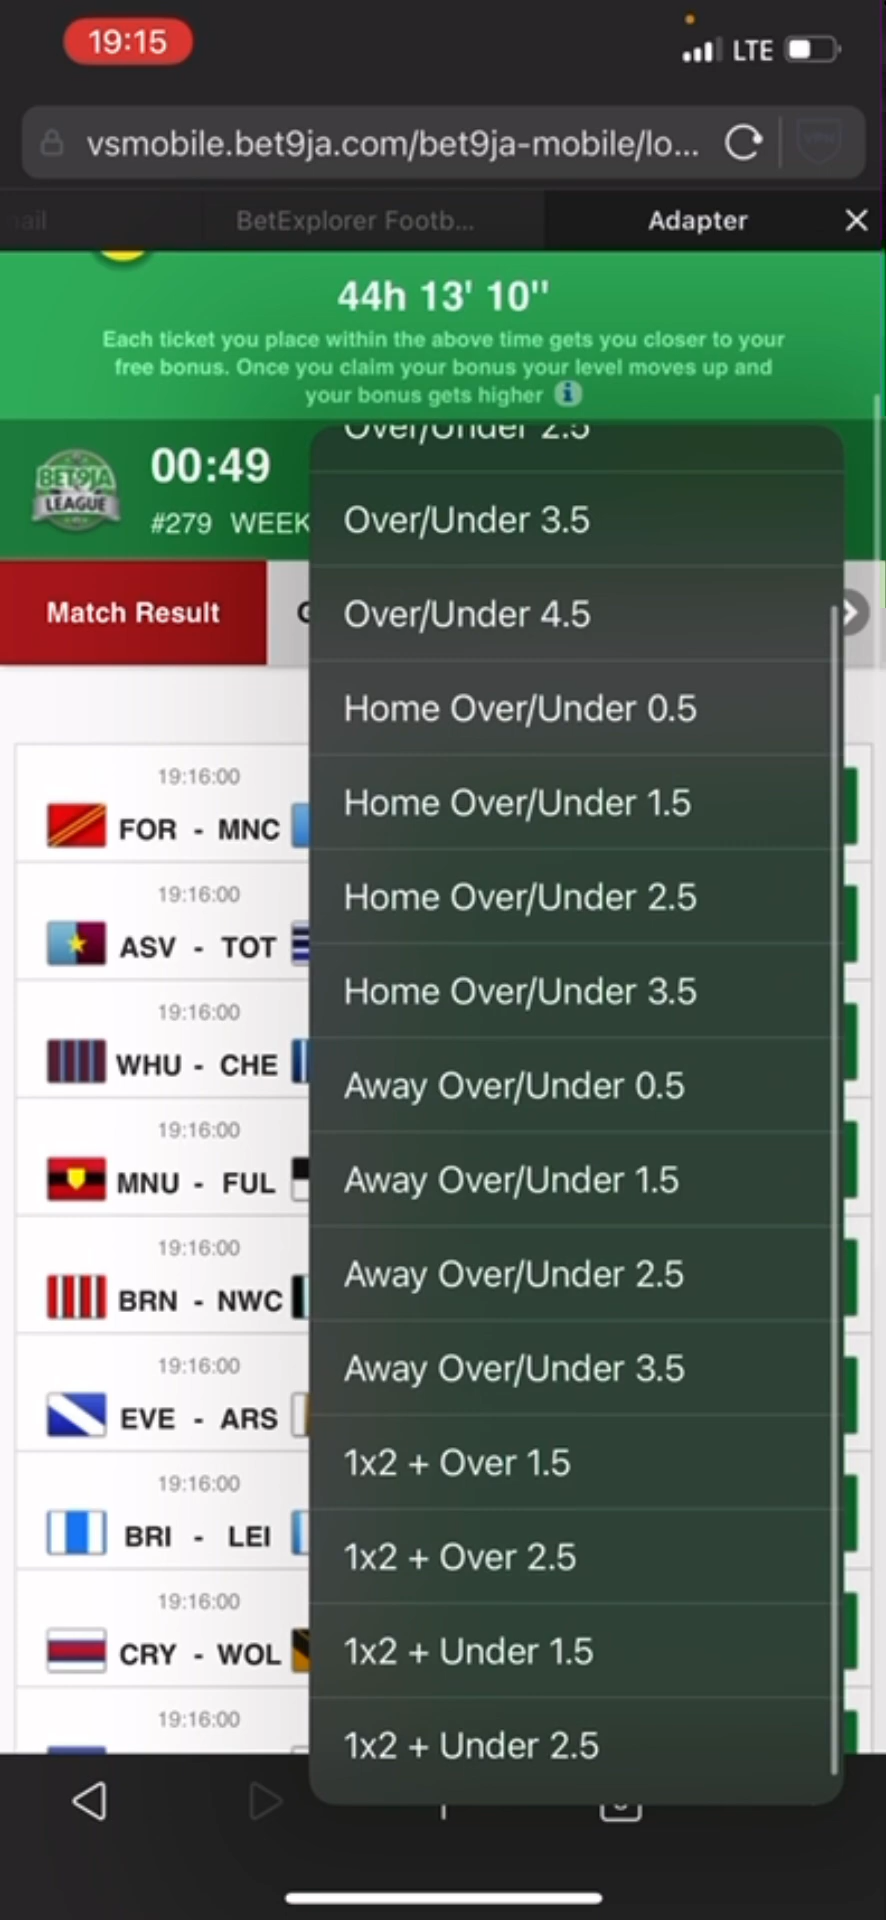 19:15
LTE
vsmobile.bet9ja.com/bet9ja-mobile/lo...
VPN
BetExplorer Footb...
Adapter
44h 13' 10"
Each ticket you place within the above time gets you closer to your
free bonus. Once you claim your bonus your level moves up and
your bonus gets higher i
BET9JA
LEAGUE
00:49
#279 WEEK
Match Result
Over/Under 2.5
Over/Under 3.5
Over/Under 4.5
Home Over/Under 0.5
Home Over/Under 1.5
Home Over/Under 2.5
Home Over/Under 3.5
Away Over/Under 0.5
Away Over/Under 1.5
Away Over/Under 2.5
Away Over/Under 3.5
1x2 + Over 1.5
1x2 + Over 2.5
1x2 + Under 1.5
1x2 + Under 2.5
19:16:00
FOR - MNC
19:16:00
ASV - TOT
19:16:00
WHU - CHE
19:16:00
MNU - FUL
19:16:00
BRN - NWC
19:16:00
EVE - ARS
19:16:00
BRI - LEI
19:16:00
CRY - WOL
19:16:00